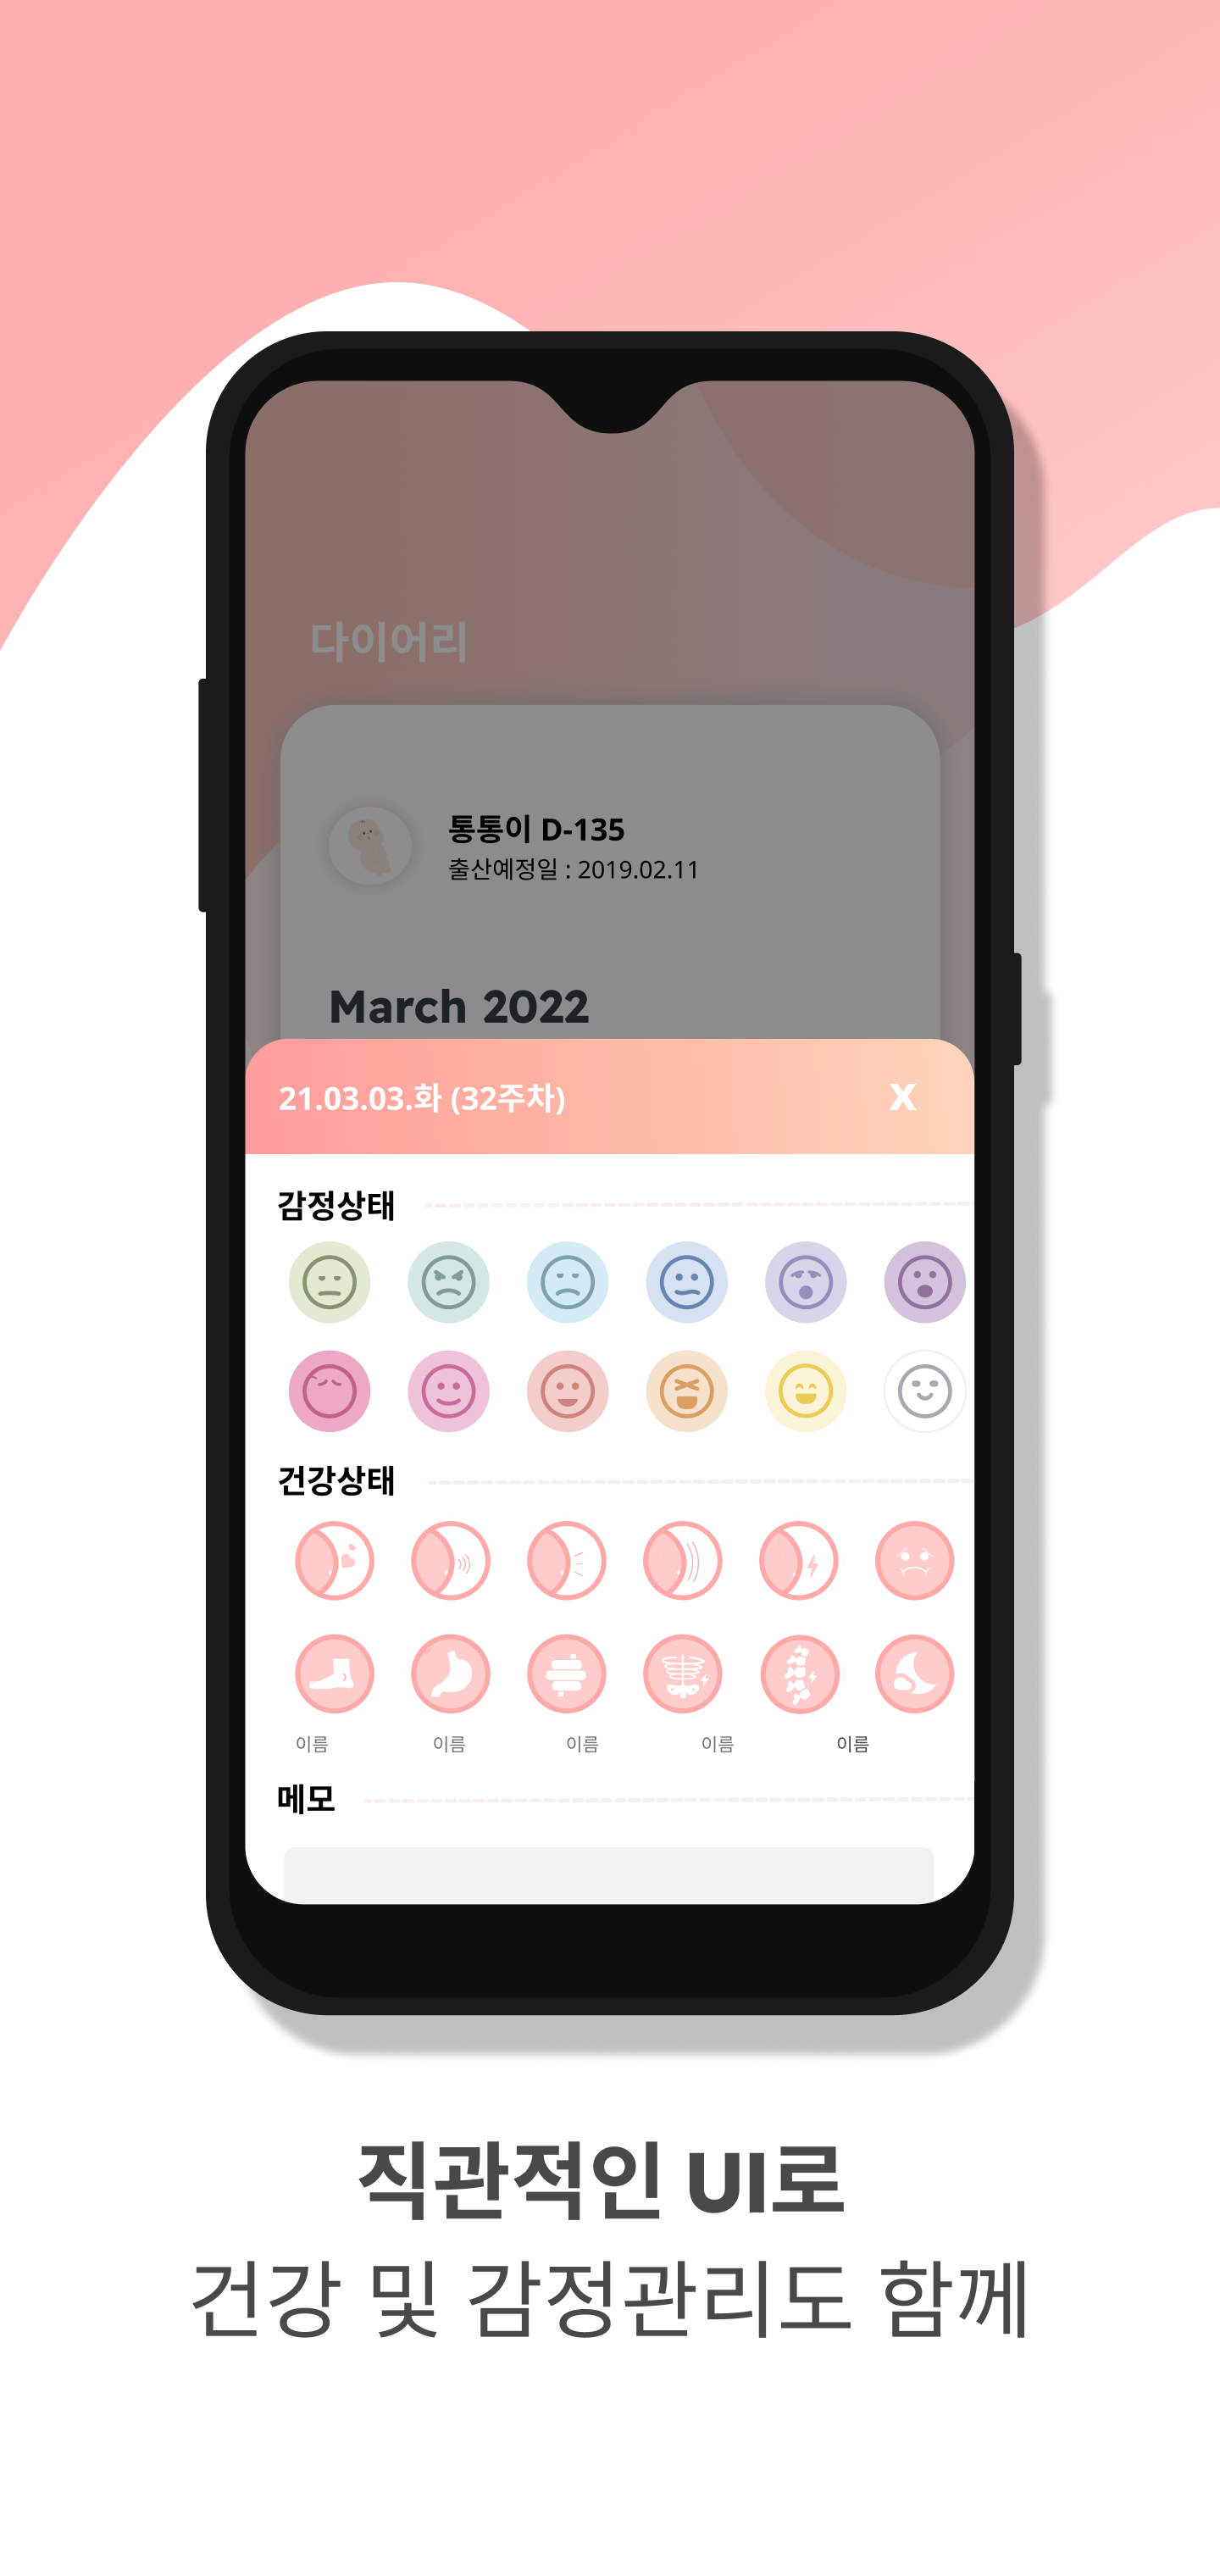 다이어리
통통이 D-135
출산예정일 : 2019.02.11
March 2022
21.03.03.화 (32주차)
X
감정상태
건강상태
이름 이름 이름 이름 이름
메모
직관적인 UI로
건강 및 감정관리도 함께